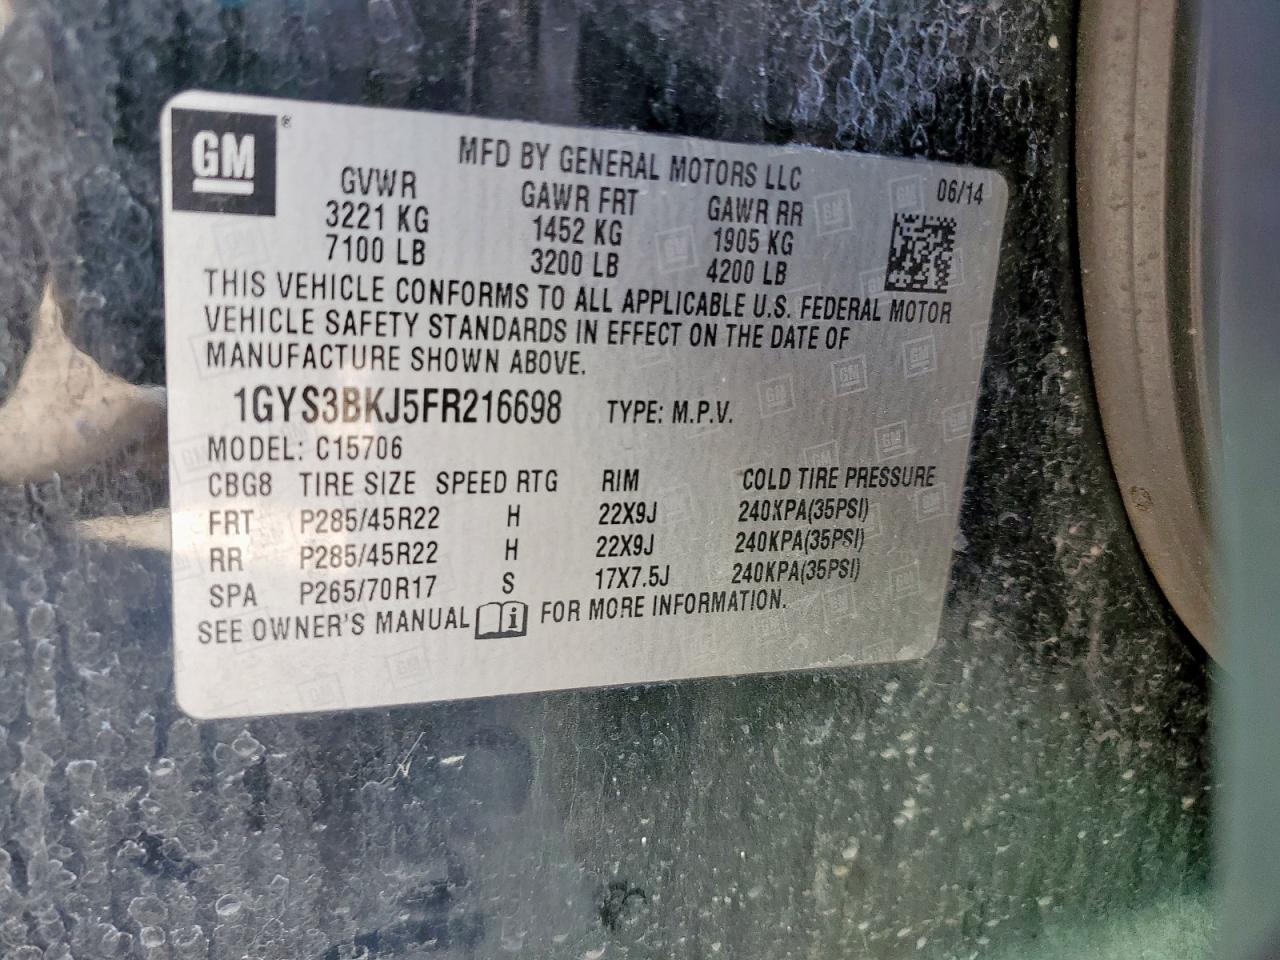 GM®
MFD BY GENERAL MOTORS LLC
06/14
GVWR GAWR FRT GAWR RR
3221 KG 1452 KG 1905 KG
7100 LB 3200 LB 4200 LB
THIS VEHICLE CONFORMS TO ALL APPLICABLE U.S. FEDERAL MOTOR
VEHICLE SAFETY STANDARDS IN EFFECT ON THE DATE OF
MANUFACTURE SHOWN ABOVE.
1GYS3BKJ5FR216698 TYPE: M.P.V.
MODEL: C15706
CBG8 TIRE SIZE SPEED RTG RIM COLD TIRE PRESSURE
FRT P285/45R22 H 22X9J 240KPA(35PSI)
RR P285/45R22 H 22X9J 240KPA(35PSI)
SPA P265/70R17 S 17X7.5J 240KPA(35PSI)
SEE OWNER'S MANUAL i FOR MORE INFORMATION.